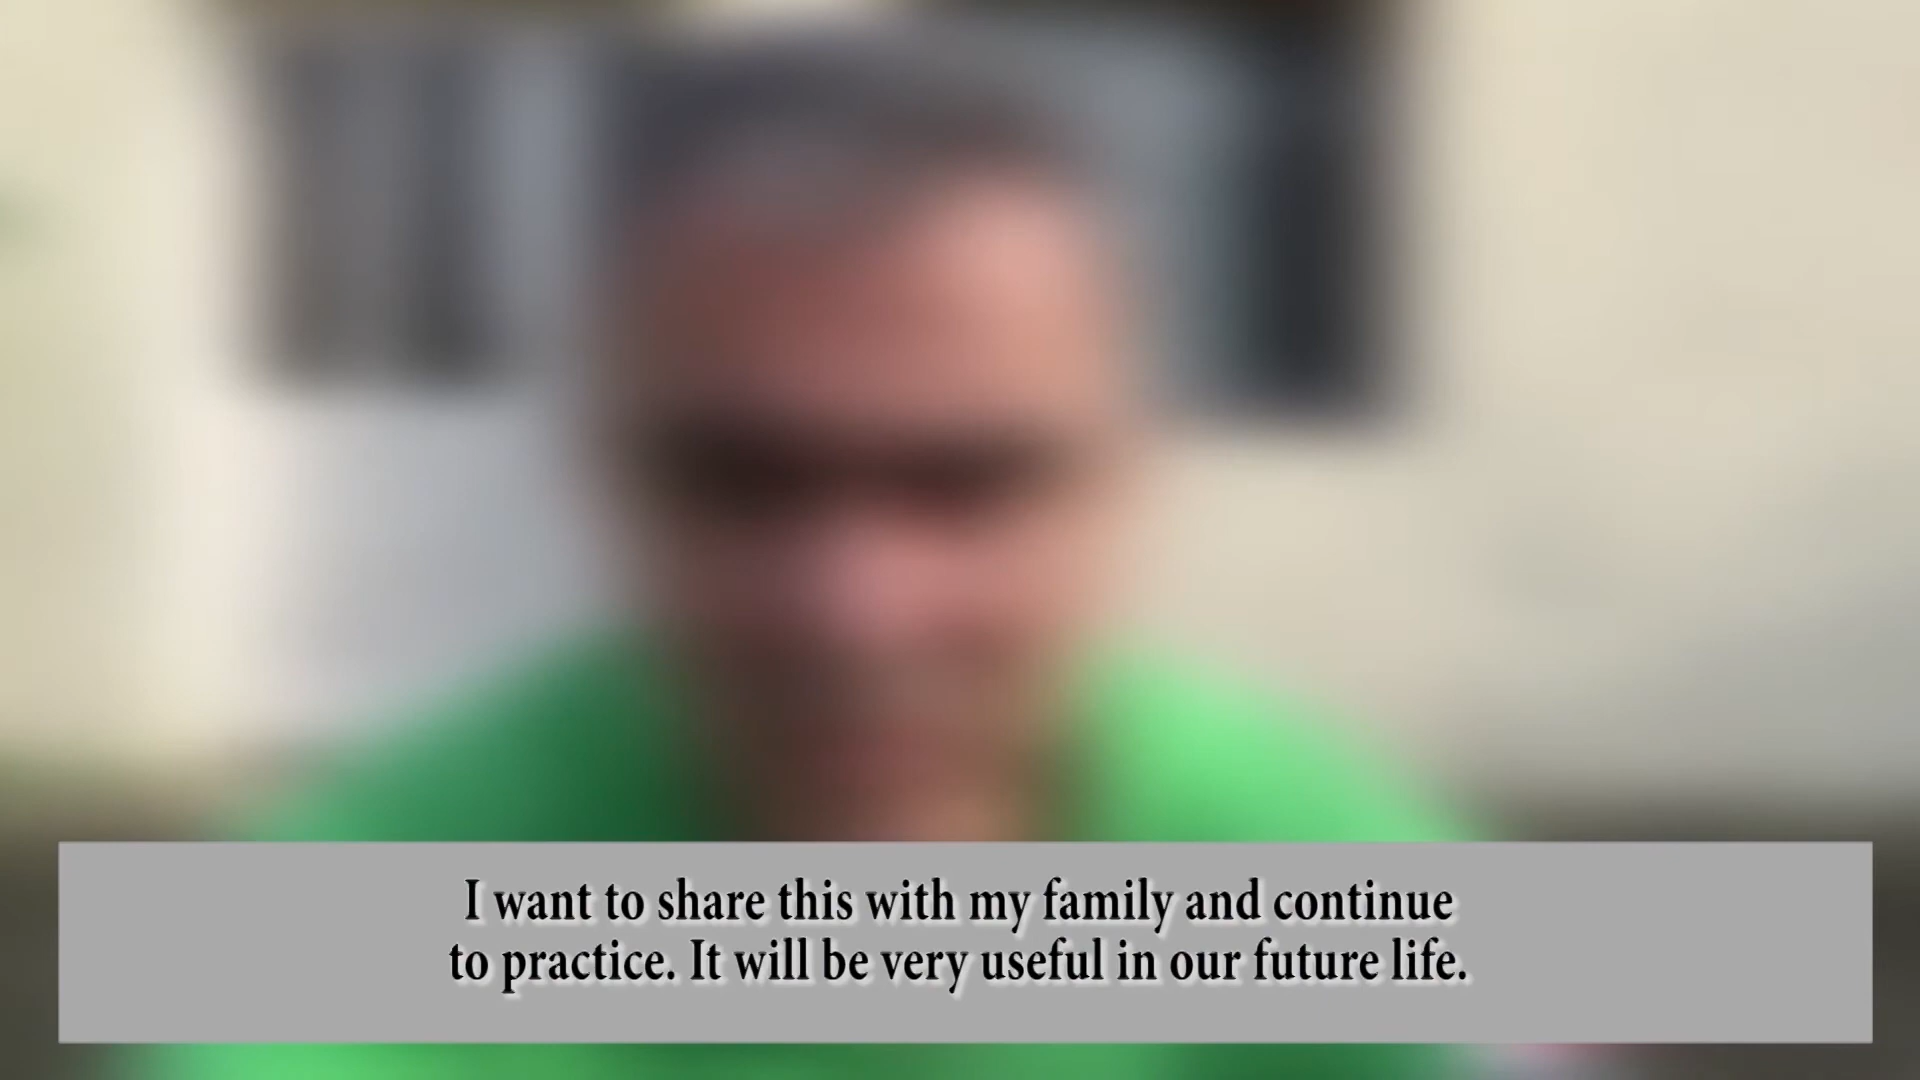 I want to share this with my family and continue
to practice. It will be very useful in our future life.